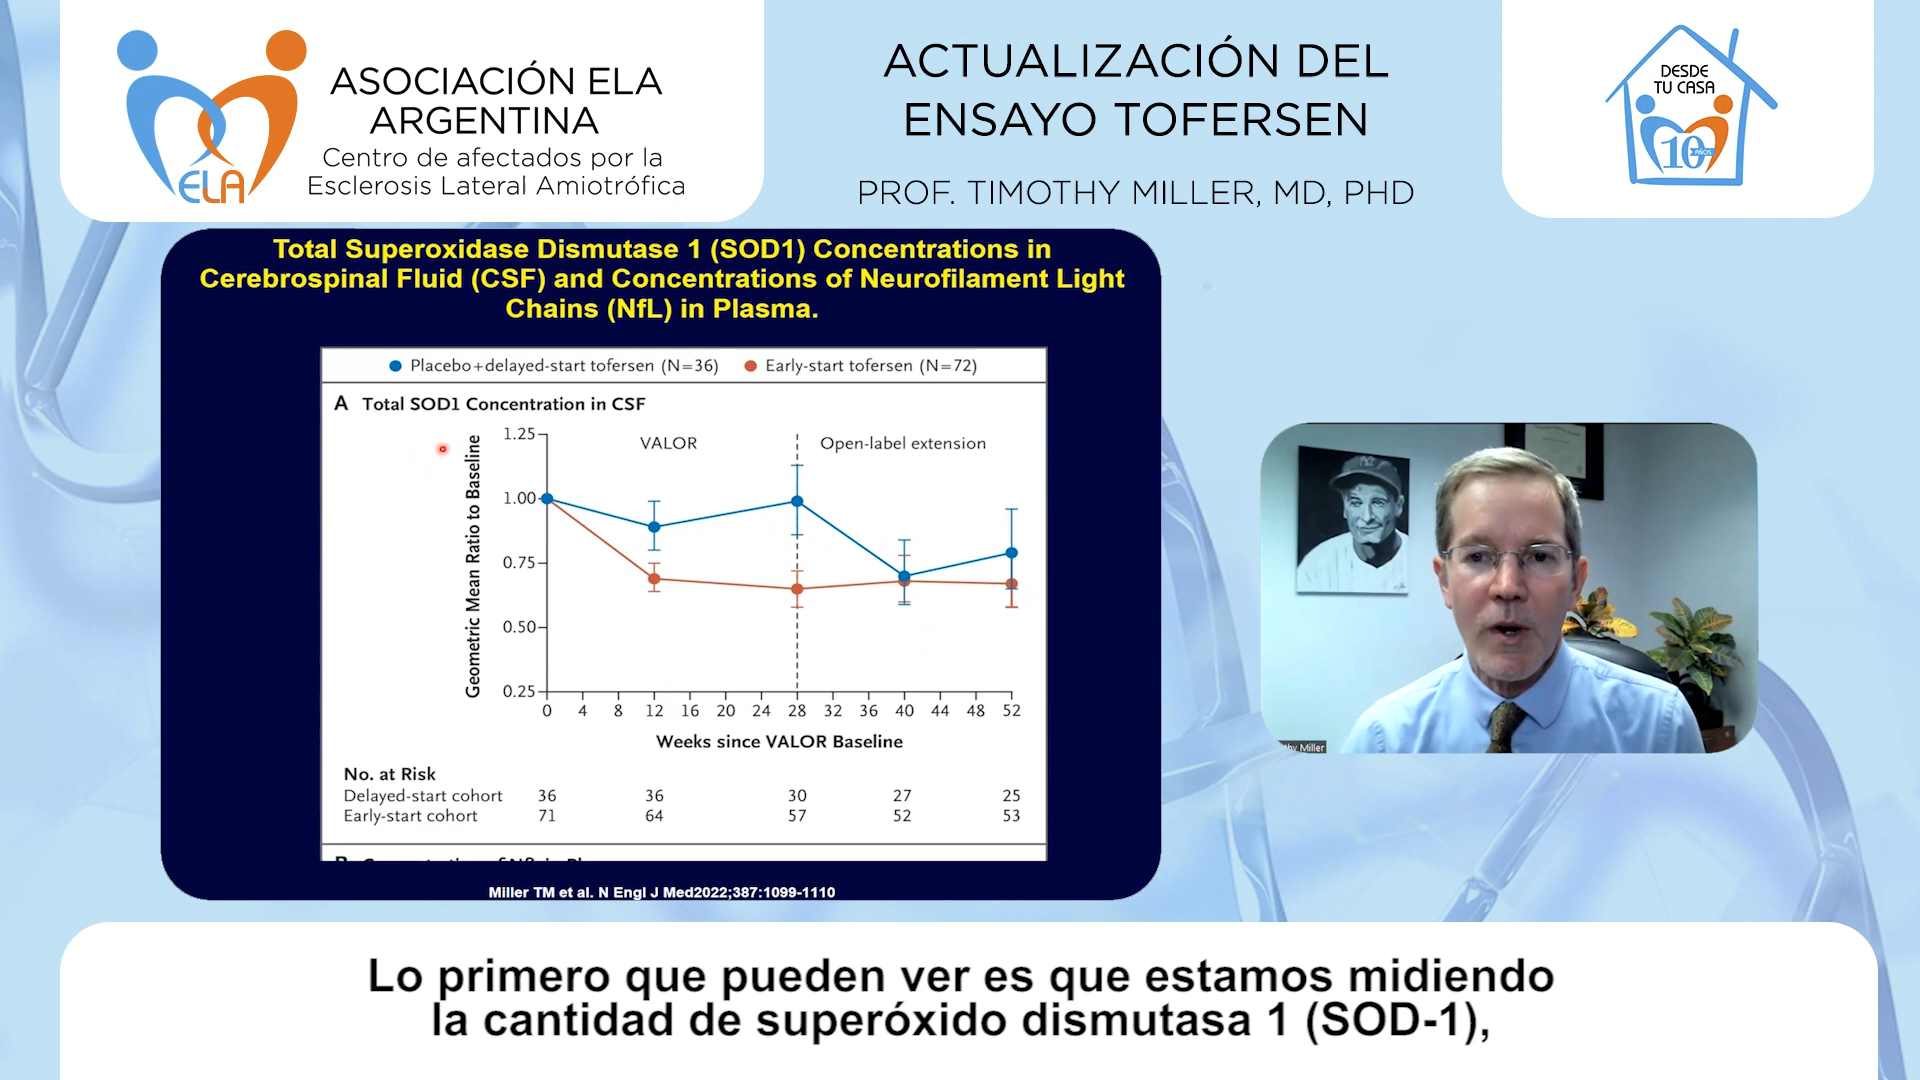 ASOCIACIÓN ELA
ARGENTINA
Centro de afectados por la
Esclerosis Lateral Amiotrófica
ELA
ACTUALIZACIÓN DEL
ENSAYO TOFERSEN
PROF. TIMOTHY MILLER, MD, PHD
DESDE
TU CASA
10
AÑOS
Total Superoxidase Dismutase 1 (SOD1) Concentrations in
Cerebrospinal Fluid (CSF) and Concentrations of Neurofilament Light
Chains (NfL) in Plasma.
Placebo+delayed-start tofersen (N=36) Early-start tofersen (N=72)
A Total SOD1 Concentration in CSF
VALOR Open-label extension
Geometric Mean Ratio to Baseline
1.25
1.00
0.75
0.50
0.25
0 4 8 12 16 20 24 28 32 36 40 44 48 52
Weeks since VALOR Baseline
No. at Risk
Delayed-start cohort 36 36 30 27 25
Early-start cohort 71 64 57 52 53
Miller TM et al. N Engl J Med2022;387:1099-1110
thy Miller
Lo primero que pueden ver es que estamos midiendo
la cantidad de superóxido dismutasa 1 (SOD-1),